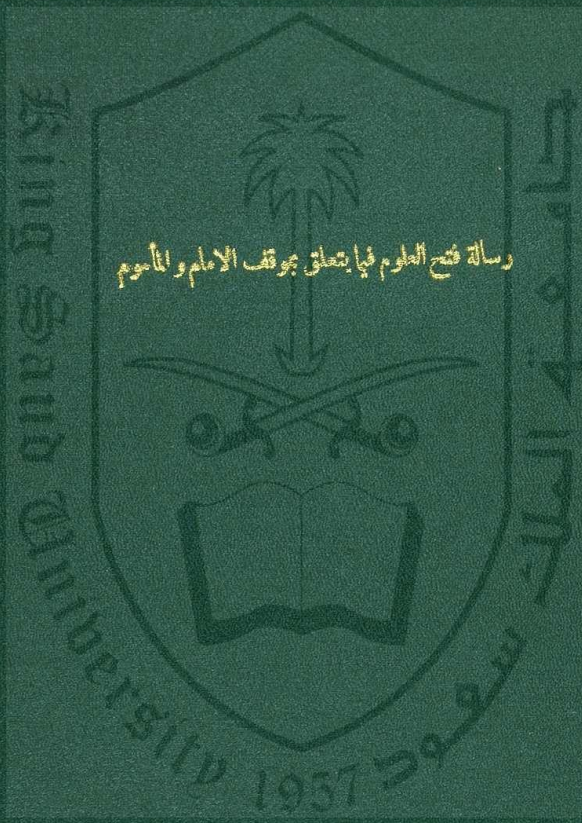 رسالة فتح العلوم فيما يتعلق بموقف الامام و المأموم
King Saud University 1957
جامعة الملك سعود